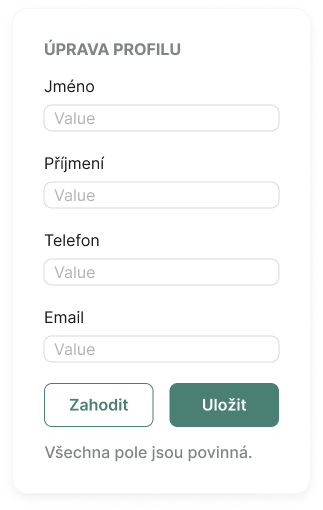 ÚPRAVA PROFILU
Jméno
Value
Příjmení
Value
Telefon
Value
Email
Value
Zahodit Uložit
Všechna pole jsou povinná.